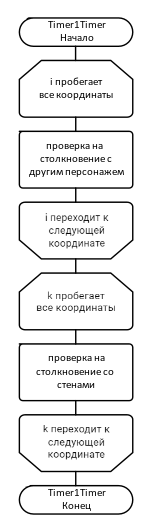 Timer1Timer
Начало
i пробегает
все координаты
проверка на
столкновение с
другим персонажем
i переходит к
следующей
координате
k пробегает
все координаты
проверка на
столкновение со
стенами
k переходит к
следующей
координате
Timer1Timer
Конец